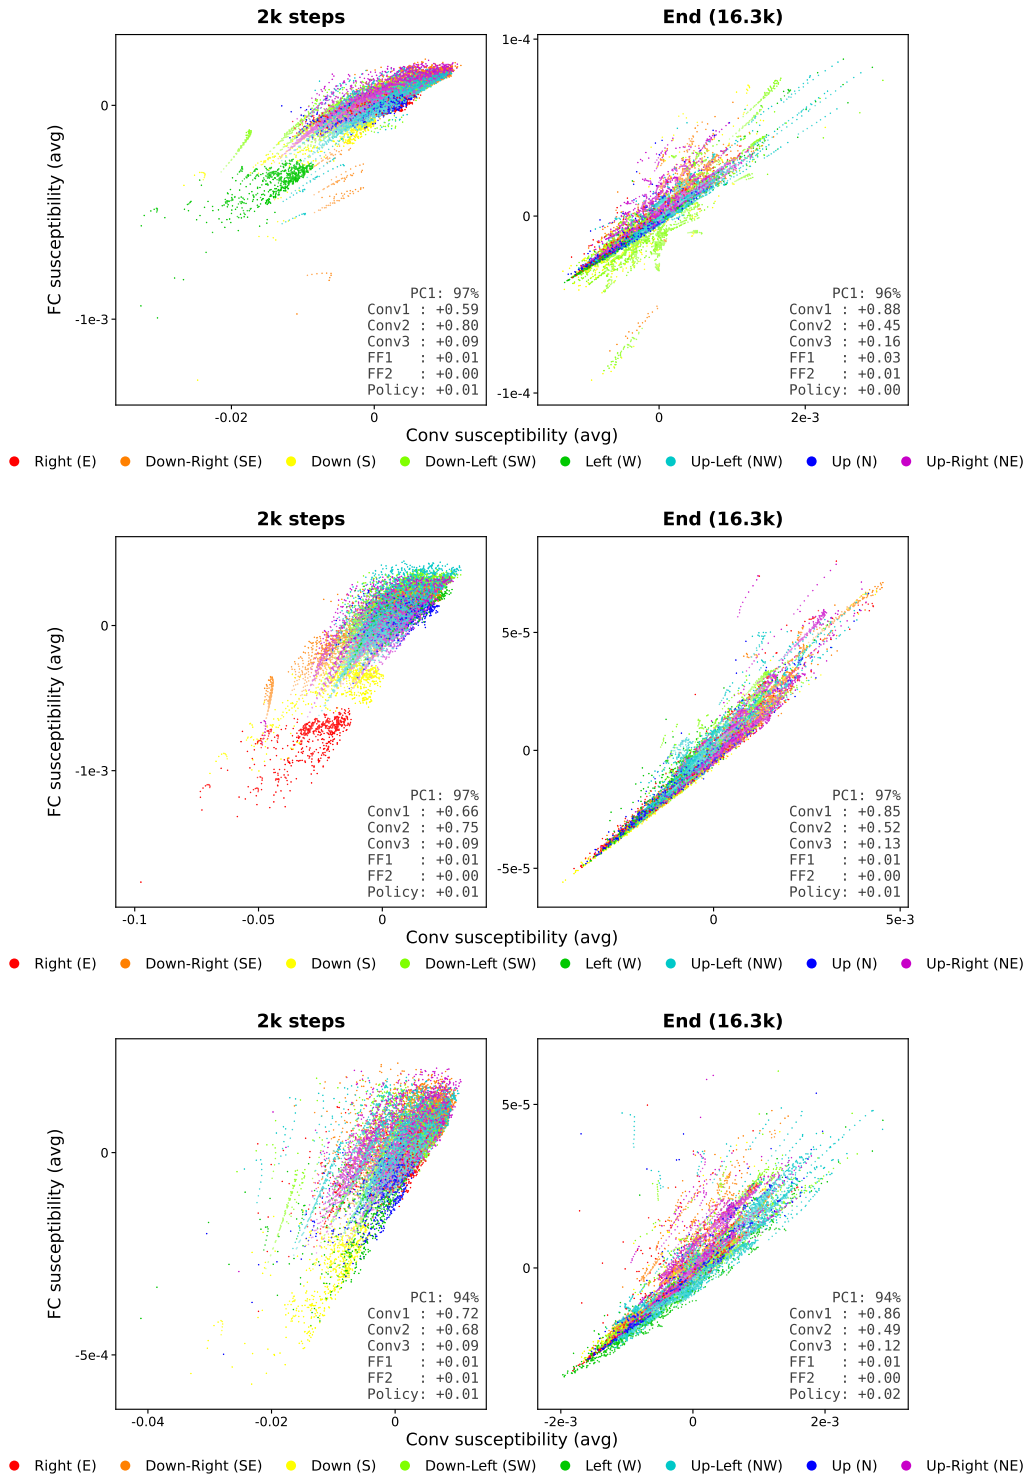 2k steps
End (16.3k)
FC susceptibility (avg)
0
-1e-3
PC1: 97%
Conv1 : +0.59
Conv2 : +0.80
Conv3 : +0.09
FF1 : +0.01
FF2 : +0.00
Policy: +0.01
-0.02
0
1e-4
0
-1e-4
PC1: 96%
Conv1 : +0.88
Conv2 : +0.45
Conv3 : +0.16
FF1 : +0.03
FF2 : +0.01
Policy: +0.00
0
2e-3
Conv susceptibility (avg)
Right (E) Down-Right (SE) Down (S) Down-Left (SW) Left (W) Up-Left (NW) Up (N) Up-Right (NE)
2k steps
End (16.3k)
FC susceptibility (avg)
0
-1e-3
PC1: 97%
Conv1 : +0.66
Conv2 : +0.75
Conv3 : +0.09
FF1 : +0.01
FF2 : +0.00
Policy: +0.01
-0.1
-0.05
0
5e-5
0
-5e-5
PC1: 97%
Conv1 : +0.85
Conv2 : +0.52
Conv3 : +0.13
FF1 : +0.01
FF2 : +0.00
Policy: +0.01
0
5e-3
Conv susceptibility (avg)
Right (E) Down-Right (SE) Down (S) Down-Left (SW) Left (W) Up-Left (NW) Up (N) Up-Right (NE)
2k steps
End (16.3k)
FC susceptibility (avg)
0
-5e-4
PC1: 94%
Conv1 : +0.72
Conv2 : +0.68
Conv3 : +0.09
FF1 : +0.01
FF2 : +0.01
Policy: +0.01
-0.04
-0.02
0
5e-5
0
PC1: 94%
Conv1 : +0.86
Conv2 : +0.49
Conv3 : +0.12
FF1 : +0.01
FF2 : +0.00
Policy: +0.02
-2e-3
0
2e-3
Conv susceptibility (avg)
Right (E) Down-Right (SE) Down (S) Down-Left (SW) Left (W) Up-Left (NW) Up (N) Up-Right (NE)